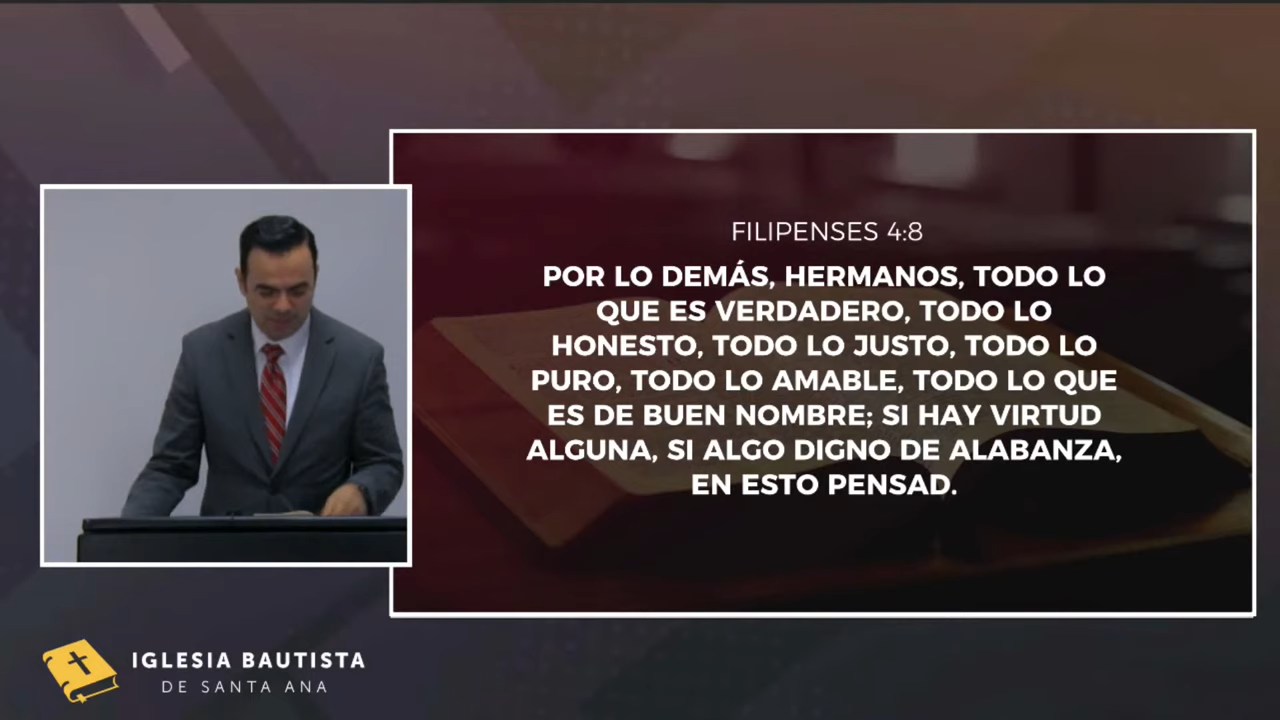 FILIPENSES 4:8
POR LO DEMÁS, HERMANOS, TODO LO
QUE ES VERDADERO, TODO LO
HONESTO, TODO LO JUSTO, TODO LO
PURO, TODO LO AMABLE, TODO LO QUE
ES DE BUEN NOMBRE; SI HAY VIRTUD
ALGUNA, SI ALGO DIGNO DE ALABANZA,
EN ESTO PENSAD.
IGLESIA BAUTISTA
DE SANTA ANA